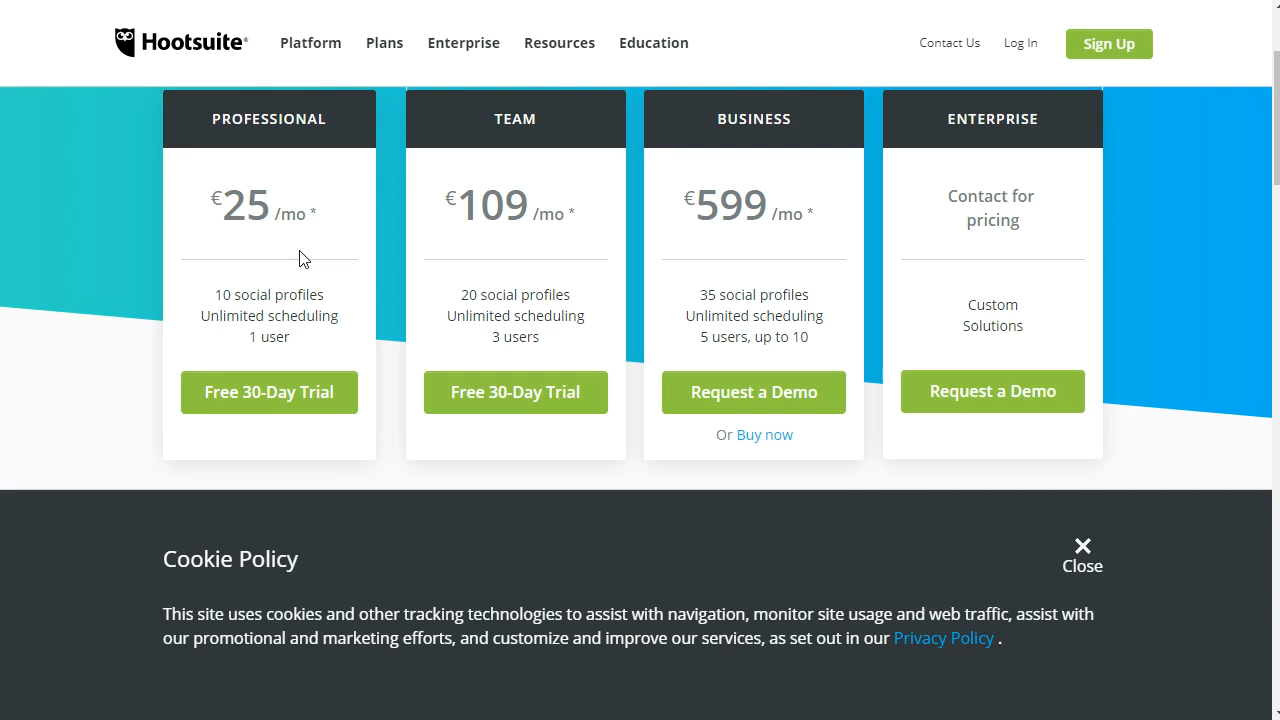 Hootsuite
Platform Plans Enterprise Resources Education
Contact Us Log In Sign Up
PROFESSIONAL
€25 /mo *
10 social profiles
Unlimited scheduling
1 user
Free 30-Day Trial
TEAM
€109 /mo *
20 social profiles
Unlimited scheduling
3 users
Free 30-Day Trial
BUSINESS
€599 /mo *
35 social profiles
Unlimited scheduling
5 users, up to 10
Request a Demo
Or Buy now
ENTERPRISE
Contact for
pricing
Custom
Solutions
Request a Demo
Cookie Policy
Close
This site uses cookies and other tracking technologies to assist with navigation, monitor site usage and web traffic, assist with
our promotional and marketing efforts, and customize and improve our services, as set out in our Privacy Policy .